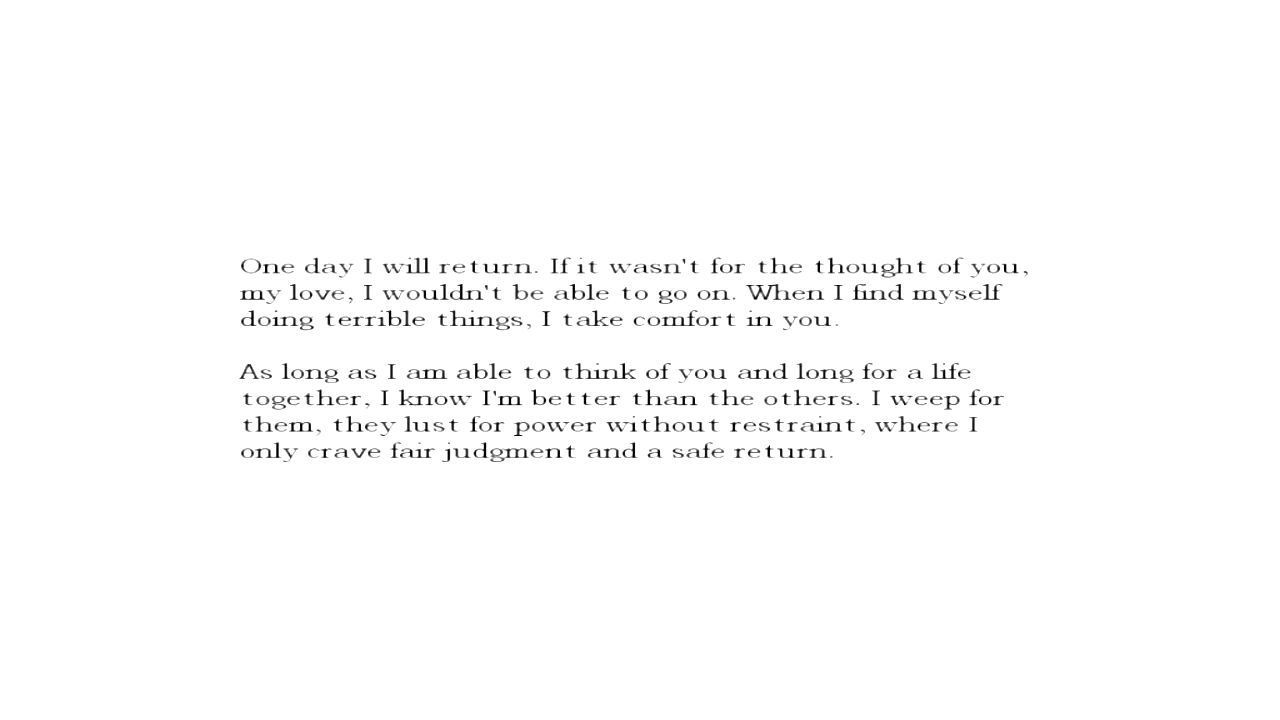 One day I will return. If it wasn't for the thought of you,
my love, I wouldn't be able to go on. When I find myself
doing terrible things, I take comfort in you.
As long as I am able to think of you and long for a life
together, I know I'm better than the others. I weep for
them, they lust for power without restraint, where I
only crave fair judgment and a safe return.